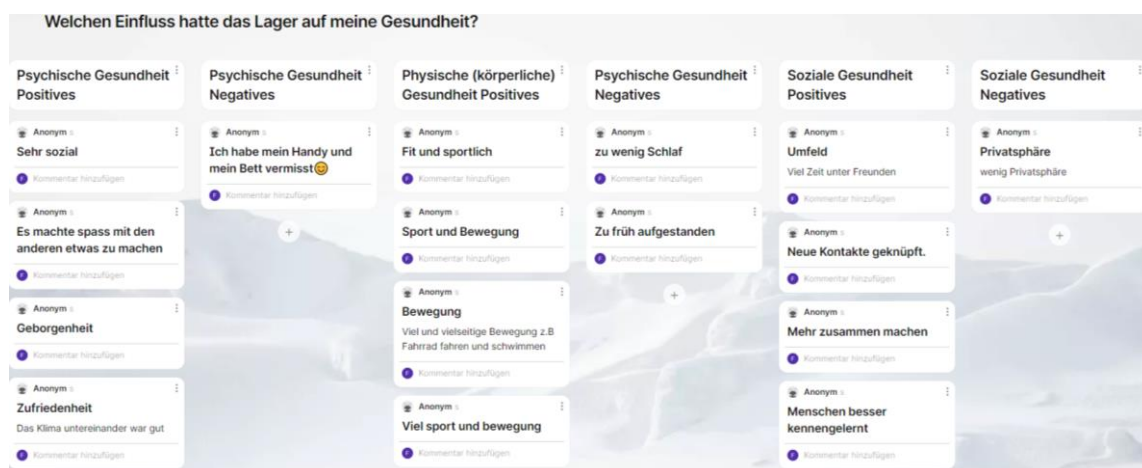 Welchen Einfluss hatte das Lager auf meine Gesundheit?
Psychische Gesundheit
Positives
Anonym
Sehr sozial
Kommentar hinzufügen
Anonym
Es machte spass mit den
anderen etwas zu machen
Kommentar hinzufügen
Anonym
Geborgenheit
Kommentar hinzufügen
Anonym
Zufriedenheit
Das Klima untereinander war gut
Kommentar hinzufügen
Psychische Gesundheit
Negatives
Anonym
Ich habe mein Handy und
mein Bett vermisst😊
Kommentar hinzufügen
Physische (körperliche)
Gesundheit Positives
Anonym
Fit und sportlich
Kommentar hinzufügen
Anonym
Sport und Bewegung
Kommentar hinzufügen
Anonym
Bewegung
Viel und vielseitige Bewegung z.B
Fahrrad fahren und schwimmen
Kommentar hinzufügen
Anonym
Viel sport und bewegung
Kommentar hinzufügen
Psychische Gesundheit
Negatives
Anonym
zu wenig Schlaf
Kommentar hinzufügen
Anonym
Zu früh aufgestanden
Kommentar hinzufügen
Soziale Gesundheit
Positives
Anonym
Umfeld
Viel Zeit unter Freunden
Kommentar hinzufügen
Anonym
Neue Kontakte geknüpft.
Kommentar hinzufügen
Anonym
Mehr zusammen machen
Kommentar hinzufügen
Anonym
Menschen besser
kennengelernt
Kommentar hinzufügen
Soziale Gesundheit
Negatives
Anonym
Privatsphäre
wenig Privatsphäre
Kommentar hinzufügen